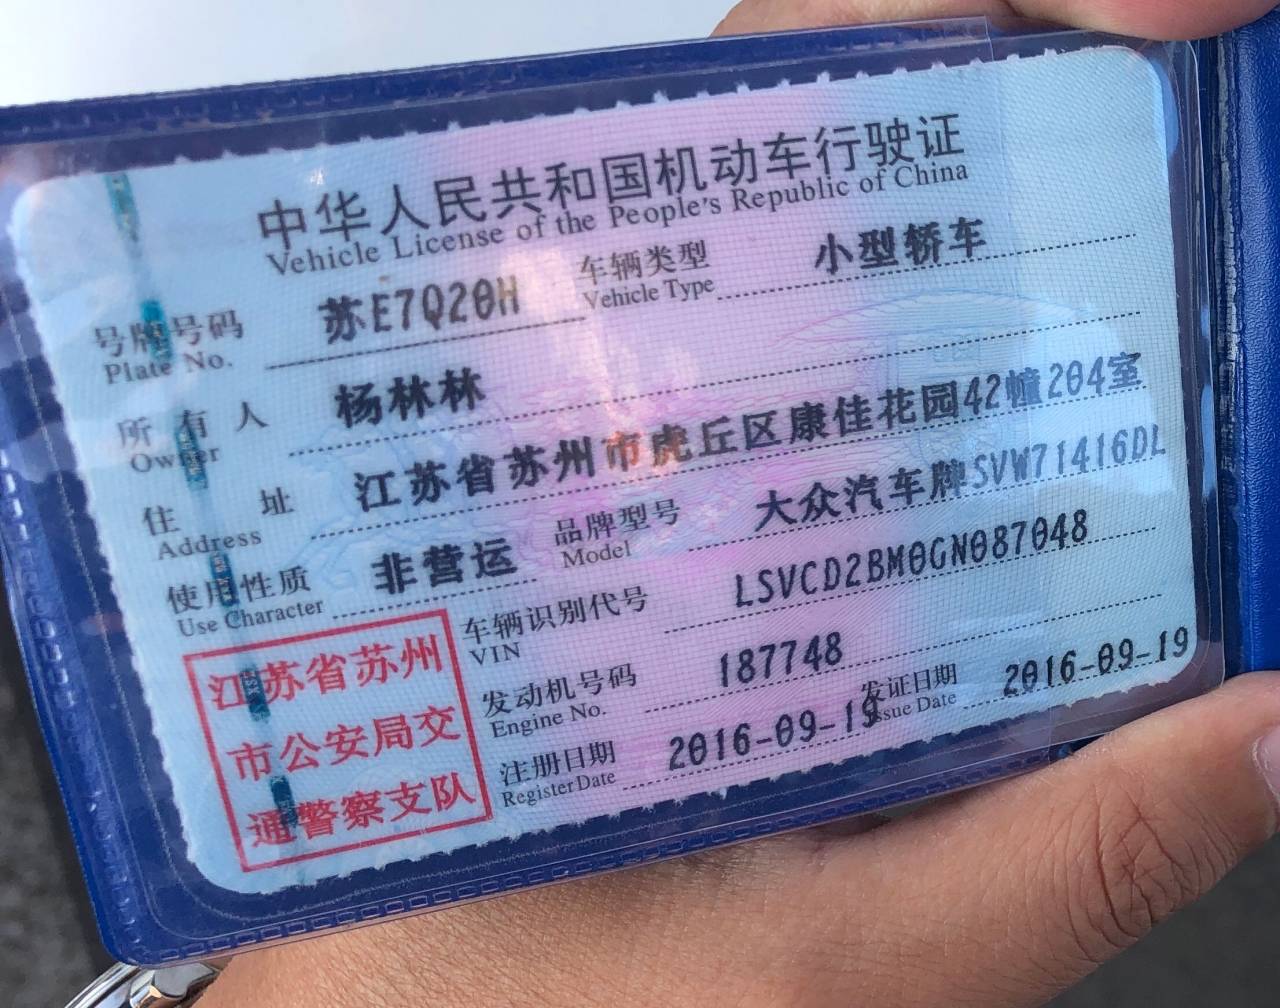 中华人民共和国机动车行驶证
Vehicle License of the People's Republic of China
号牌号码 苏E7Q20H 车辆类型 小型轿车
Plate No. Vehicle Type
所有人 杨林林
Owner
住址 江苏省苏州市虎丘区康佳花园42幢204室
Address
使用性质 非营运 品牌型号 大众汽车牌SVW71416DL
Use Character Model
车辆识别代号 LSVCD2BM0GN087048
VIN
发动机号码 187748
Engine No.
注册日期 2016-09-19 发证日期 2016-09-19
Register Date Issue Date
江苏省苏州
市公安局交
通警察支队